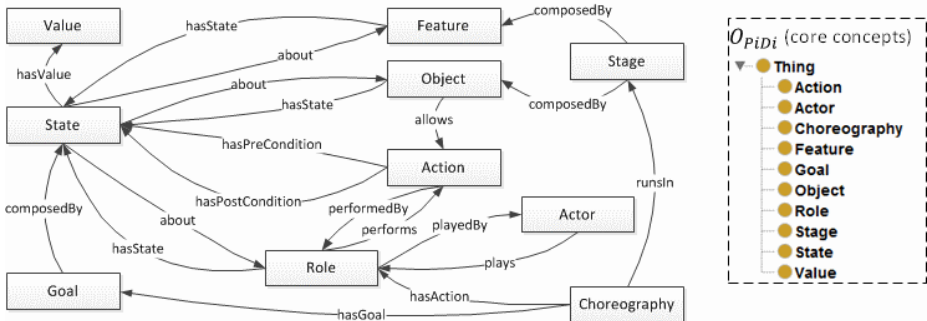 Value
hasState
Feature
composedBy
hasValue
about
Stage
about
Object
hasState
composedBy
State
allows
hasPreCondition
Action
runsIn
hasPostCondition
composedBy
performedBy
about
performs
playedBy
Actor
hasState
Role
plays
Goal
hasAction
Choreography
hasGoal
O_PiDi (core concepts)
Thing
Action
Actor
Choreography
Feature
Goal
Object
Role
Stage
State
Value